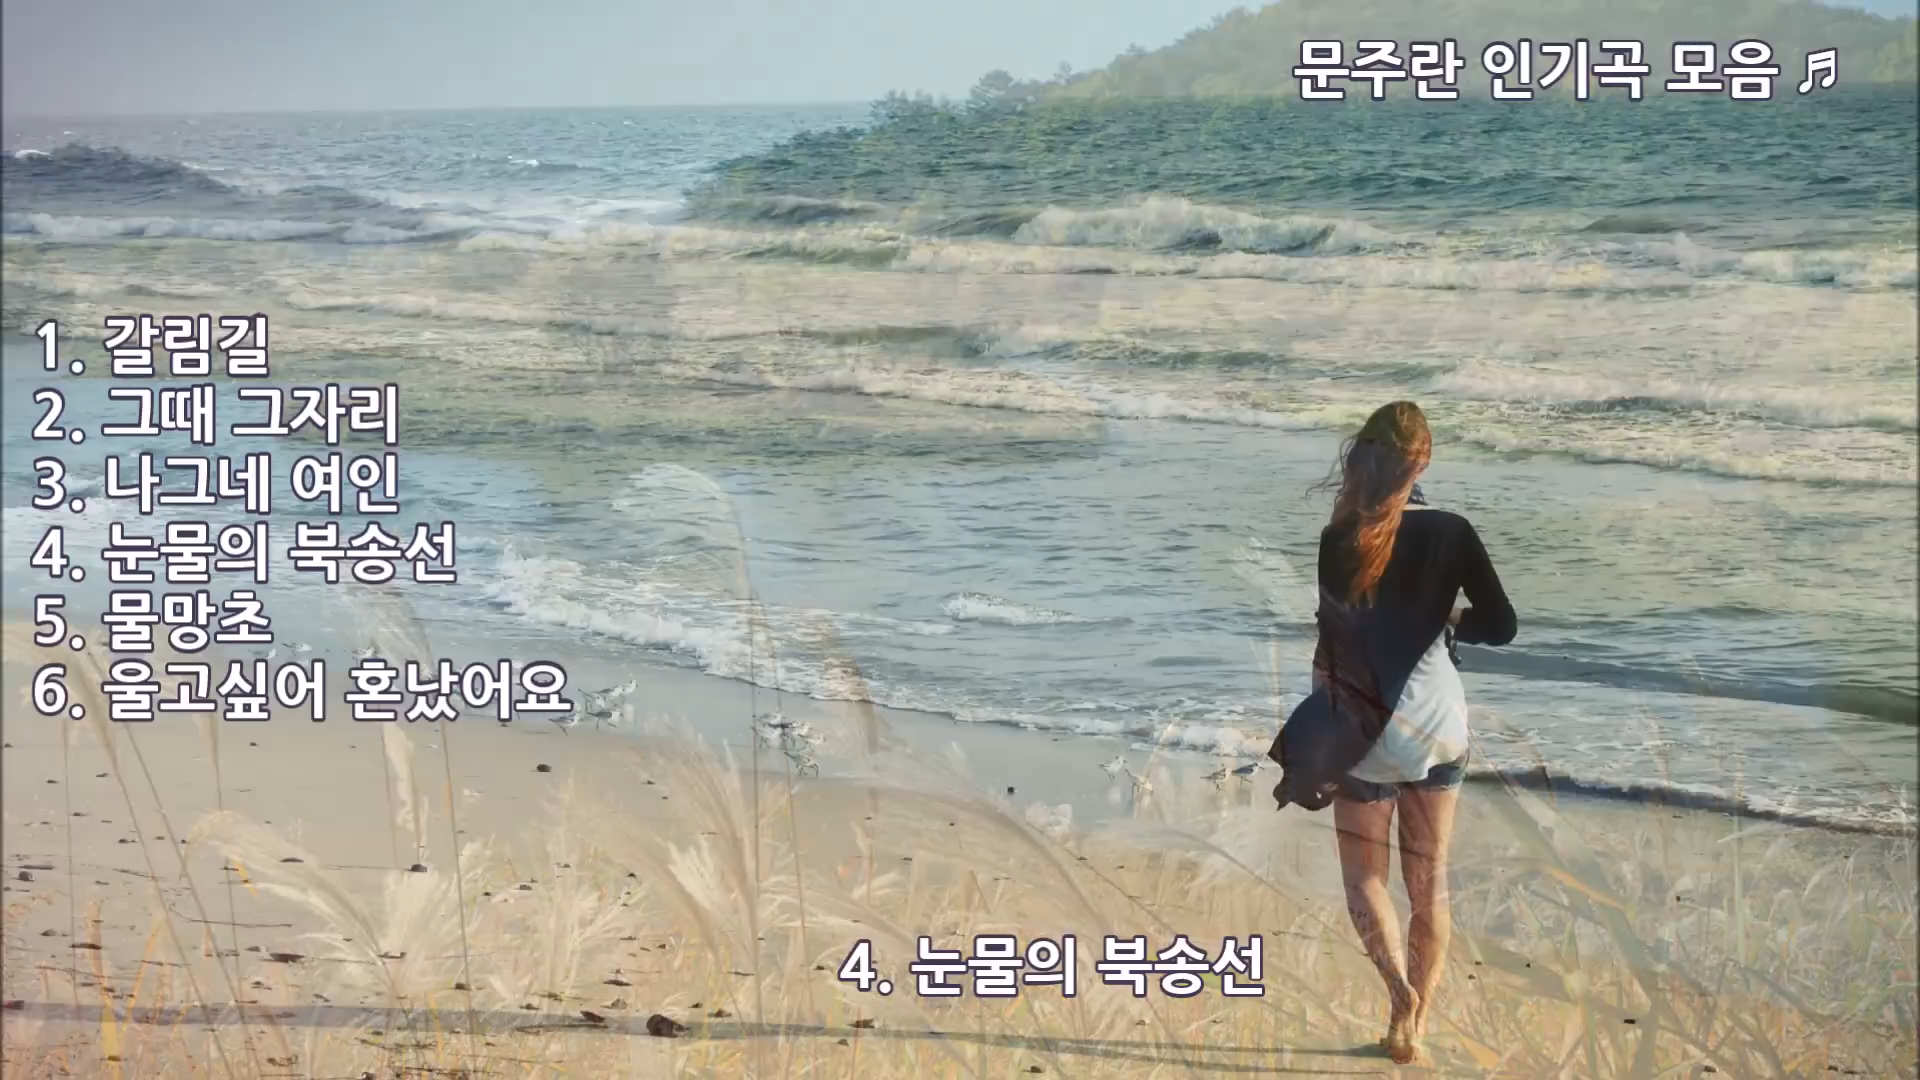 문주란 인기곡 모음 ♬
1. 갈림길
2. 그때 그자리
3. 나그네 여인
4. 눈물의 북송선
5. 물망초
6. 울고싶어 혼났어요
4. 눈물의 북송선